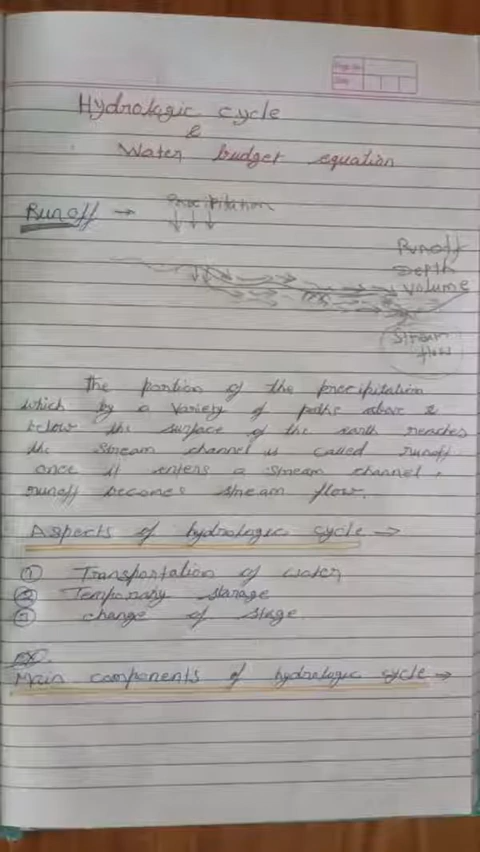 Page No.
Date
Hydrologic cycle
&
Water budget equation
Runoff → Precipitation
Runoff
Depth
Volume
Stream
flow
The portion of the precipitation
which by a variety of paths above &
below the surface of the earth reaches
the stream channel is called runoff
once it enters a stream channel,
runoff becomes stream flow.
Aspects of hydrologic cycle →
① Transportation of water
② Temporary storage
③ change of stage
Main components of hydrologic cycle →